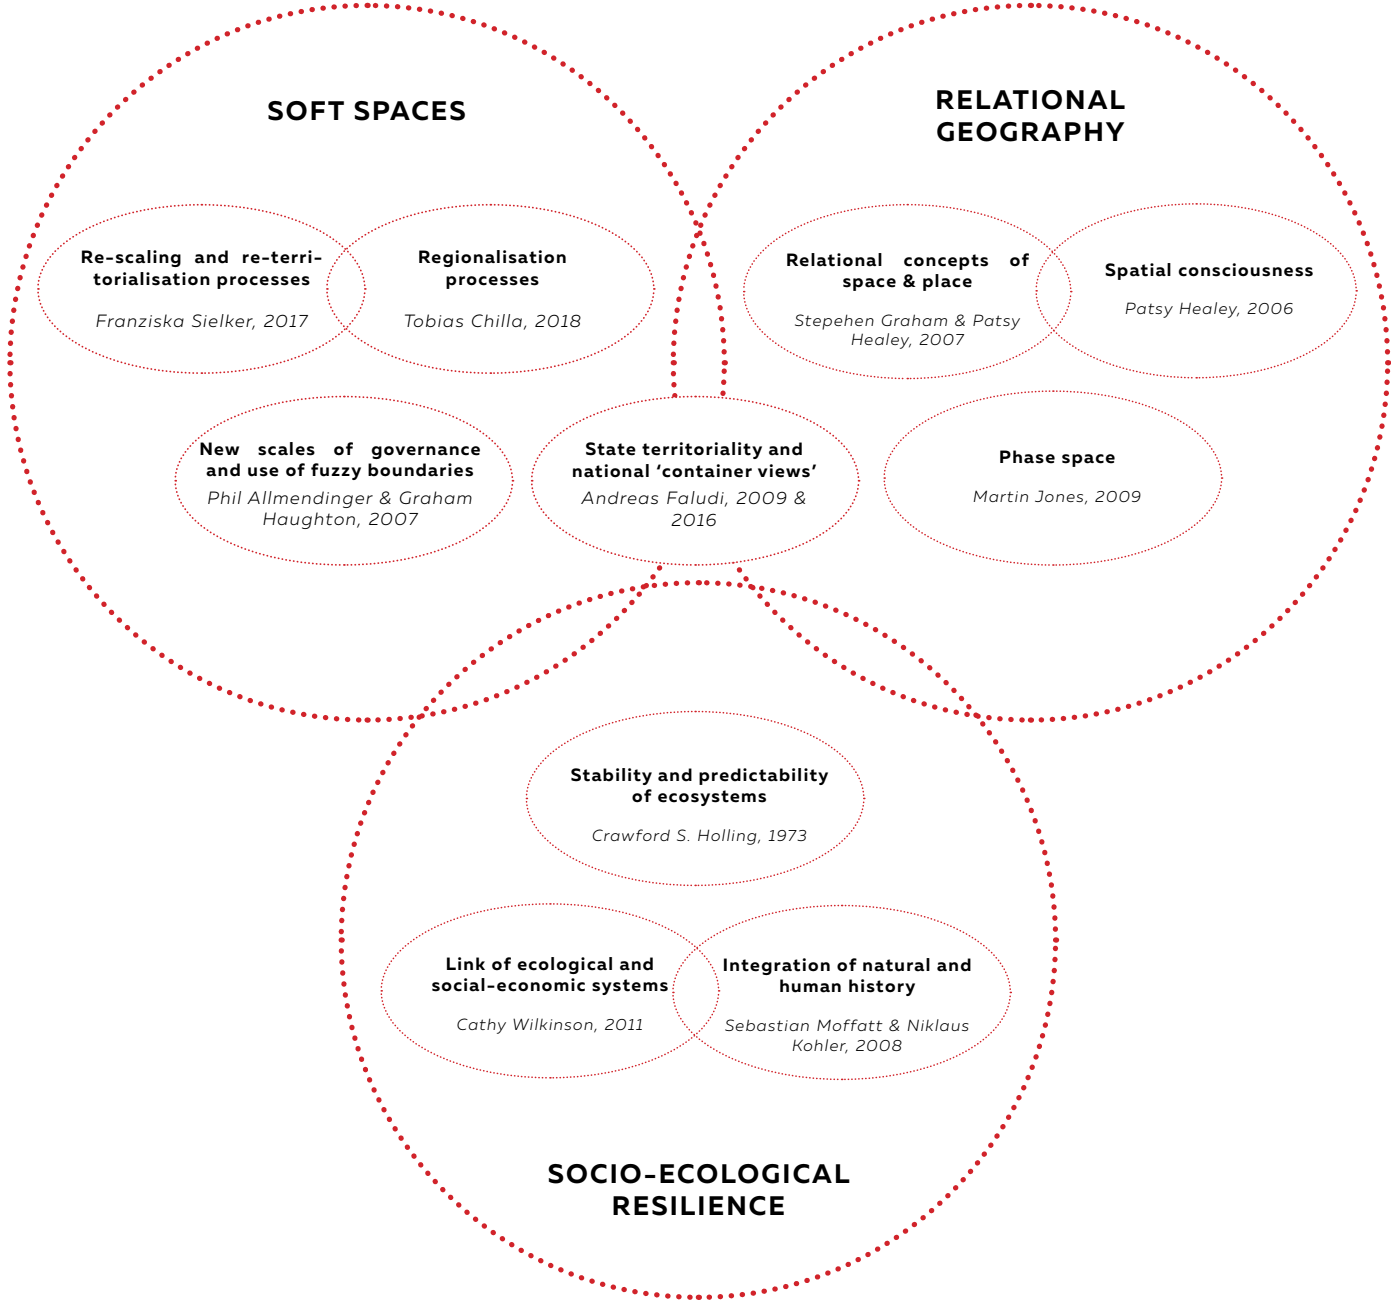 SOFT SPACES
RELATIONAL
GEOGRAPHY
Re-scaling and re-terri-
torialisation processes
Franziska Sielker, 2017
Regionalisation
processes
Tobias Chilla, 2018
Relational concepts of
space & place
Stepehen Graham & Patsy
Healey, 2007
Spatial consciousness
Patsy Healey, 2006
New scales of governance
and use of fuzzy boundaries
Phil Allmendinger & Graham
Haughton, 2007
State territoriality and
national ‘container views’
Andreas Faludi, 2009 &
2016
Phase space
Martin Jones, 2009
Stability and predictability
of ecosystems
Crawford S. Holling, 1973
Link of ecological and
social-economic systems
Cathy Wilkinson, 2011
Integration of natural and
human history
Sebastian Moffatt & Niklaus
Kohler, 2008
SOCIO-ECOLOGICAL
RESILIENCE